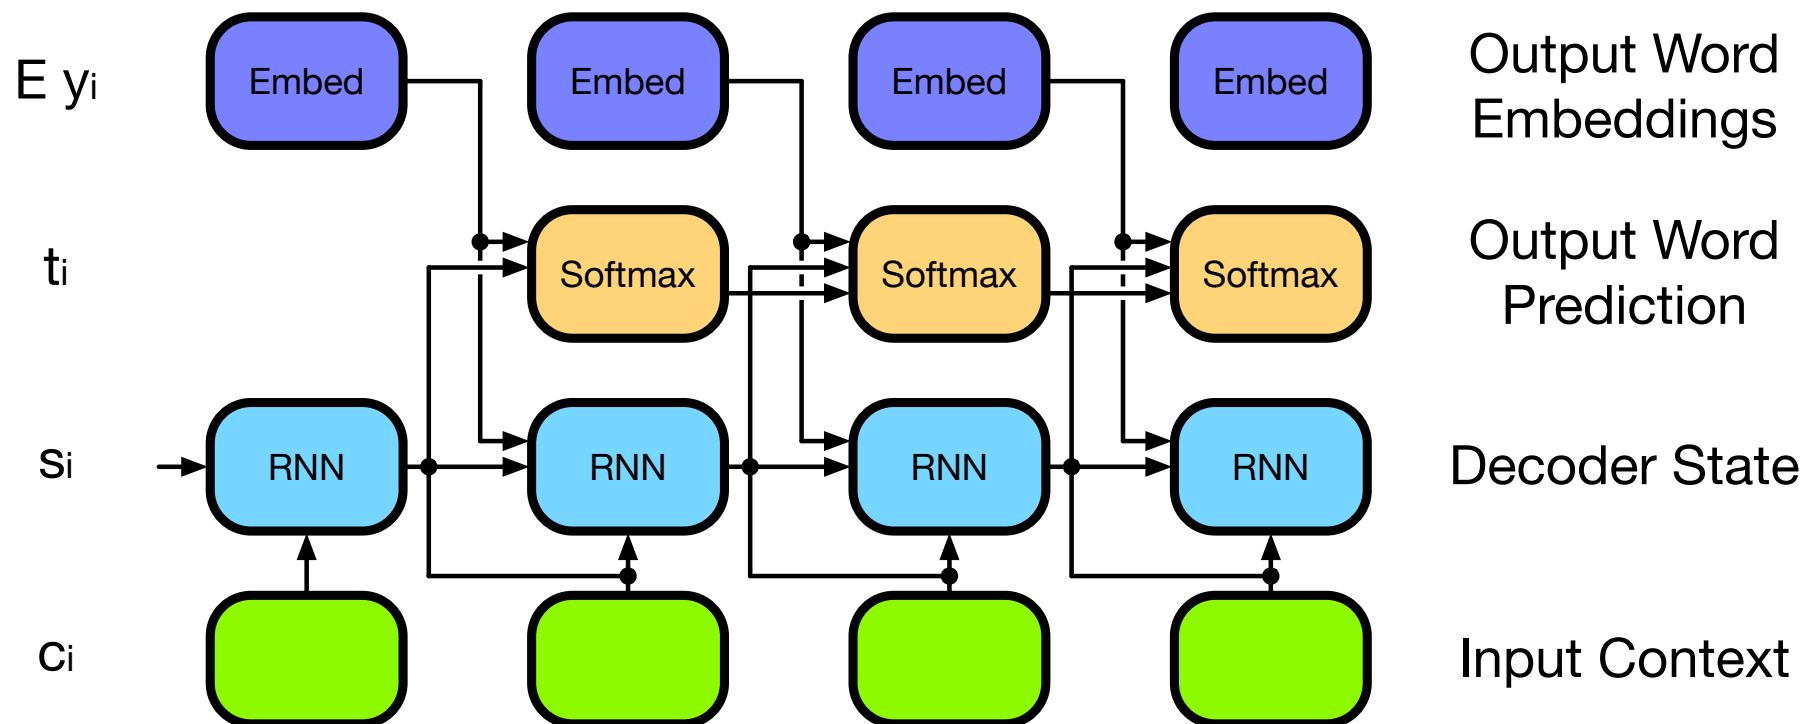 E yi Embed Embed Embed Embed Output Word
Embeddings
ti Softmax Softmax Softmax Output Word
Prediction
si RNN RNN RNN RNN Decoder State
ci Input Context